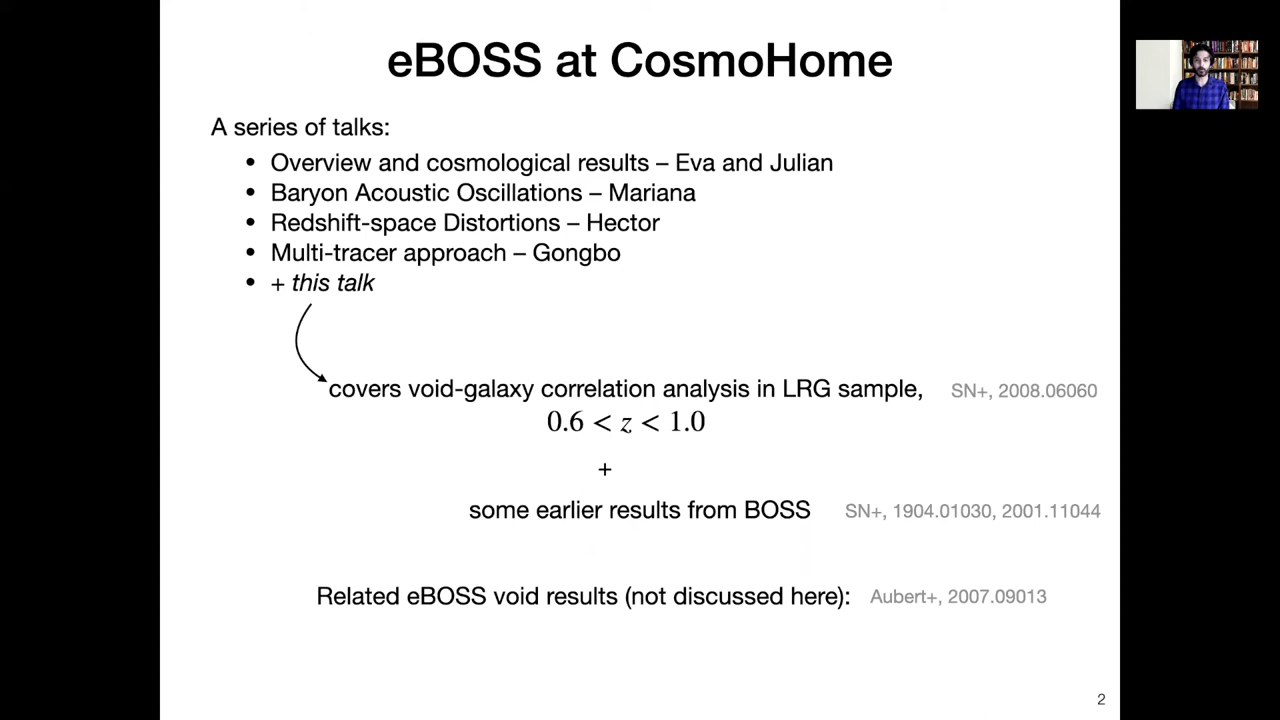 eBOSS at CosmoHome
A series of talks:
• Overview and cosmological results – Eva and Julian
• Baryon Acoustic Oscillations – Mariana
• Redshift-space Distortions – Hector
• Multi-tracer approach – Gongbo
• + this talk
covers void-galaxy correlation analysis in LRG sample, SN+, 2008.06060
0.6 < z < 1.0
+
some earlier results from BOSS SN+, 1904.01030, 2001.11044
Related eBOSS void results (not discussed here): Aubert+, 2007.09013
2